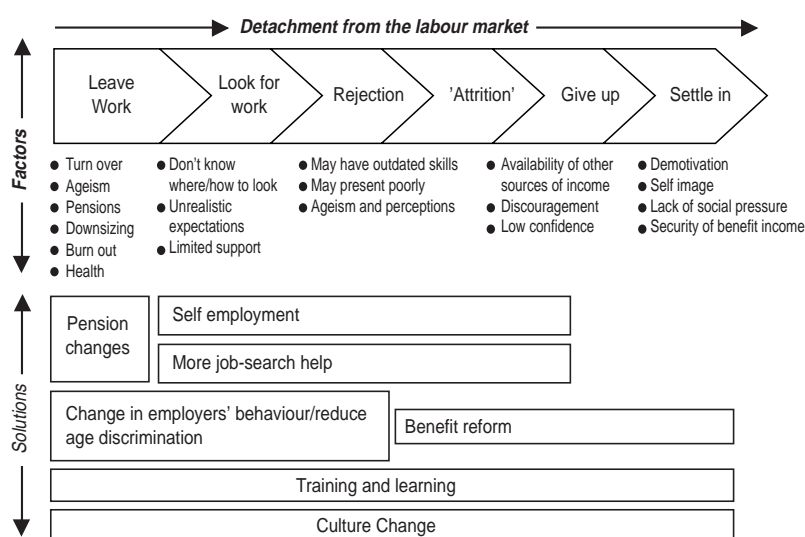 Detachment from the labour market
Factors
Leave
Work
Look for
work
Rejection
'Attrition'
Give up
Settle in
● Turn over
● Ageism
● Pensions
● Downsizing
● Burn out
● Health
● Don't know
where/how to look
● Unrealistic
expectations
● Limited support
● May have outdated skills
● May present poorly
● Ageism and perceptions
● Availability of other
sources of income
● Discouragement
● Low confidence
● Demotivation
● Self image
● Lack of social pressure
● Security of benefit income
Solutions
Pension
changes
Self employment
More job-search help
Change in employers' behaviour/reduce
age discrimination
Benefit reform
Training and learning
Culture Change